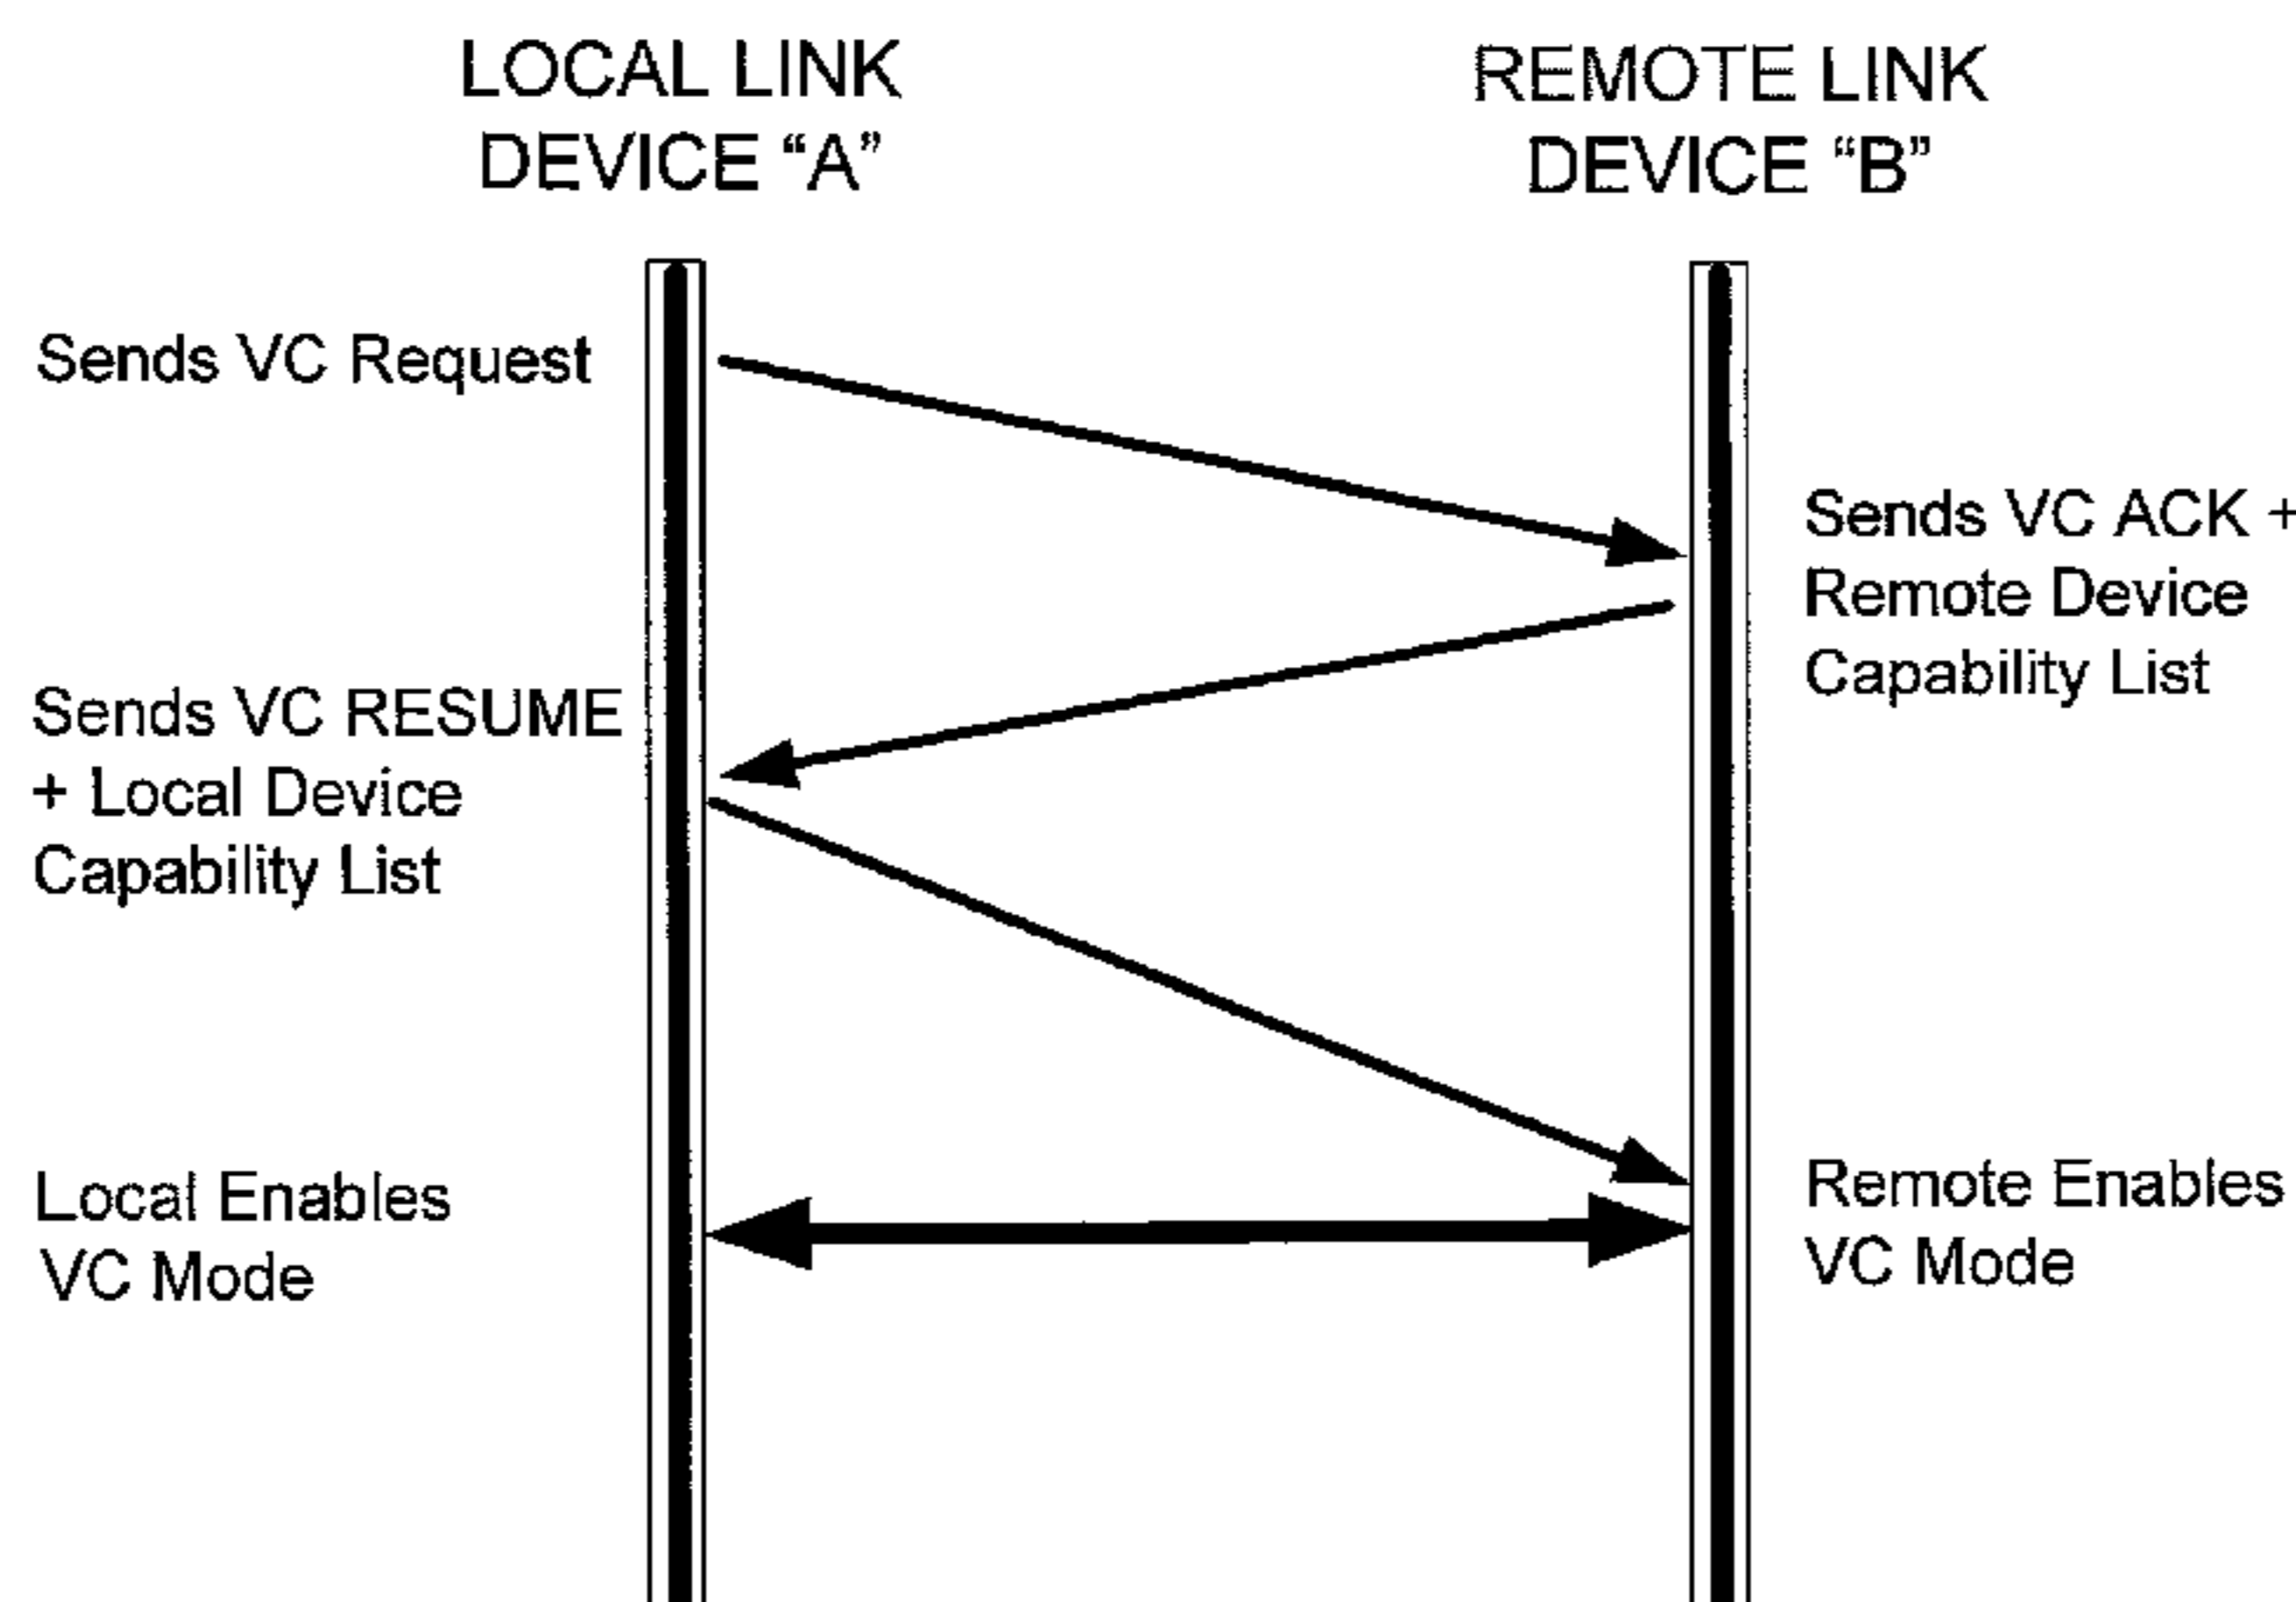 LOCAL LINK
DEVICE “A”
REMOTE LINK
DEVICE “B”
Sends VC Request
Sends VC ACK +
Remote Device
Capability List
Sends VC RESUME
+ Local Device
Capability List
Local Enables
VC Mode
Remote Enables
VC Mode